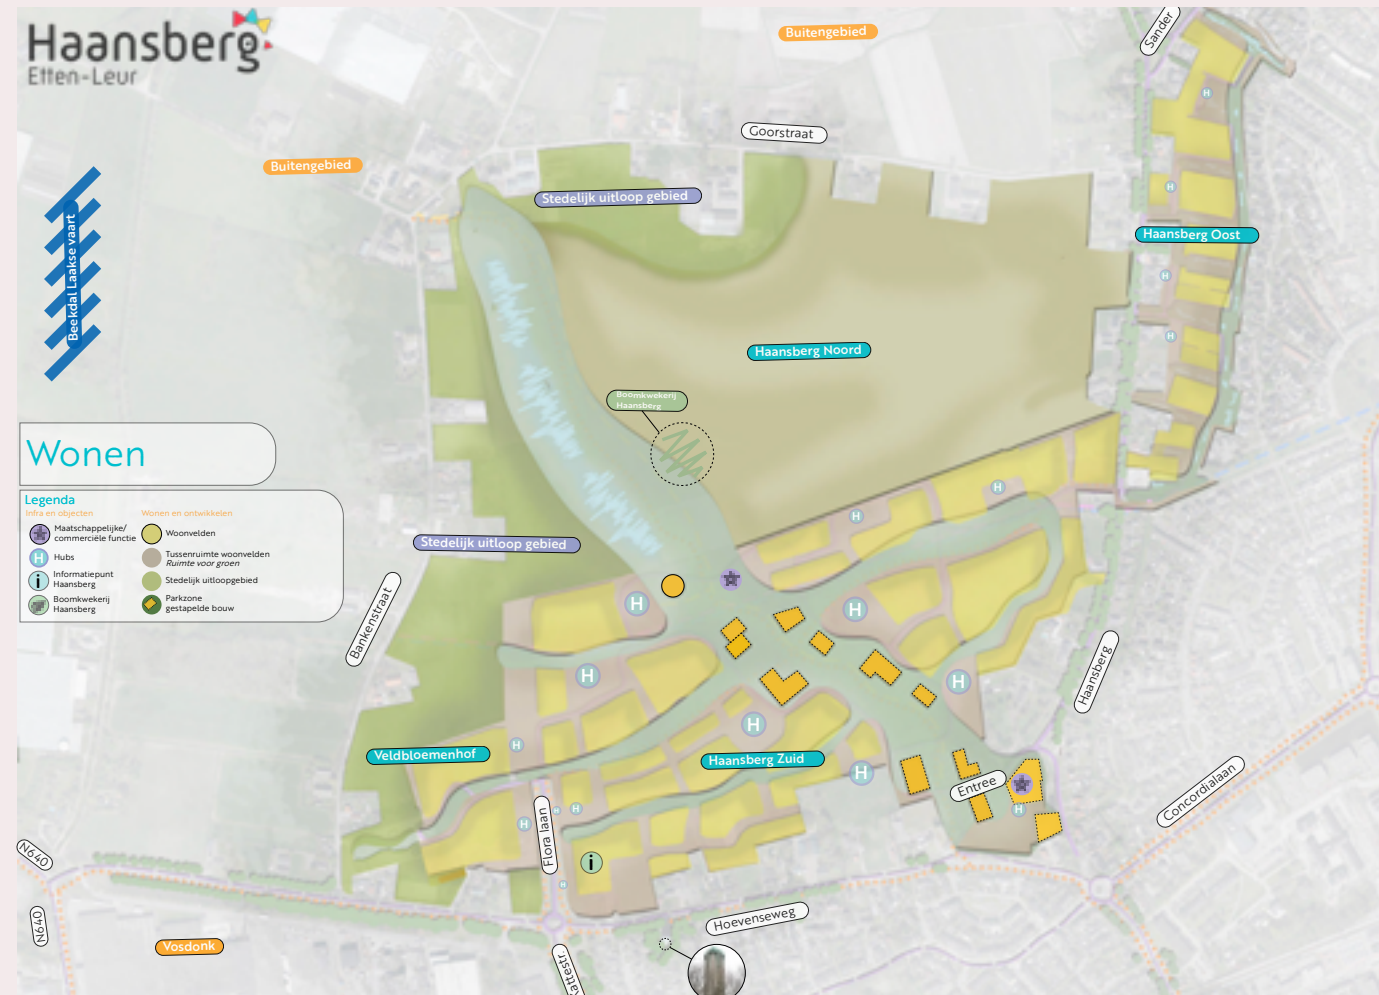 Haansberg
Etten-Leur
Buitengebied
Sander
Goorstraat
Buitengebied
Stedelijk uitloop gebied
H
H
Haansberg Oost
Beekdal Laakse vaart
H
H
Haansberg Noord
Boomkwekerij
Haansberg
Wonen
Legenda
Infra en objecten
Wonen en ontwikkelen
Maatschappelijke/
commerciële functie
Woonvelden
H
Hubs
Tussenruimte woonvelden
Ruimte voor groen
i
Informatiepunt
Haansberg
Stedelijk uitloopgebied
Boomkwekerij
Haansberg
Parkzone
gestapelde bouw
H
H
Stedelijk uitloop gebied
Bankenstraat
H
H
H
H
Haansberg
H
H
Veldbloemenhof
Haansberg Zuid
H
Entree
H
Concordialaan
H
H
H
Flora laan
N640
i
H
N640
Hoevenseweg
Vosdonk
Kattestr.